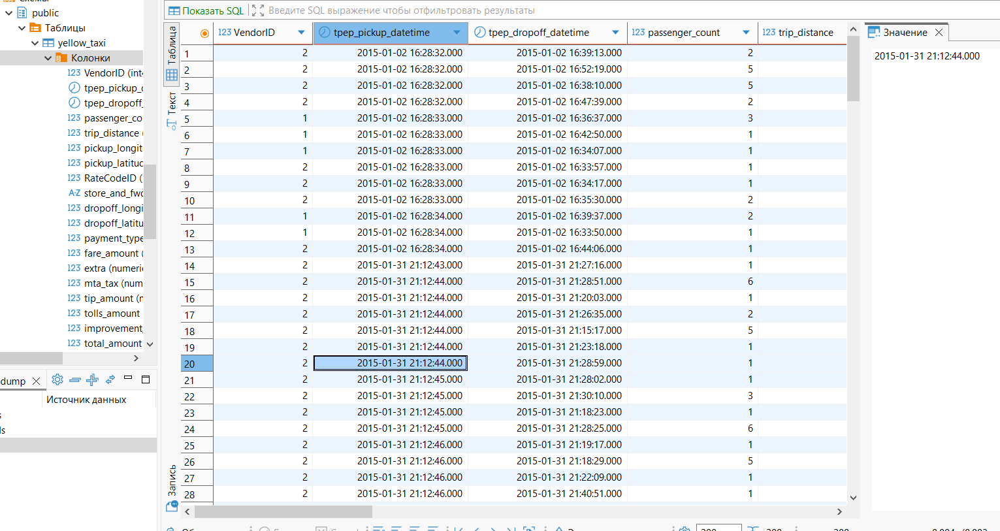 public
Таблицы
yellow_taxi
Колонки
123 VendorID (int4
tpep_pickup_
tpep_dropoff_
123 passenger_co
123 trip_distance (
123 pickup_longit
123 pickup_latitud
123 RateCodeID (
A-Z store_and_fwd
123 dropoff_longi
123 dropoff_latitu
123 payment_type
123 fare_amount (
123 extra (numeri
123 mta_tax (num
123 tip_amount (n
123 tolls_amount
123 improvement_
123 total_amount
dump
Источник данных
s
ls
Показать SQL Введите SQL выражение чтобы отфильтровать результаты
Таблица
Текст
Запись
123 VendorID tpep_pickup_datetime tpep_dropoff_datetime 123 passenger_count 123 trip_distance
1 2 2015-01-02 16:28:32.000 2015-01-02 16:39:13.000 2
2 2 2015-01-02 16:28:32.000 2015-01-02 16:52:19.000 5
3 2 2015-01-02 16:28:32.000 2015-01-02 16:38:10.000 5
4 2 2015-01-02 16:28:32.000 2015-01-02 16:47:39.000 2
5 1 2015-01-02 16:28:33.000 2015-01-02 16:36:37.000 3
6 1 2015-01-02 16:28:33.000 2015-01-02 16:42:50.000 1
7 1 2015-01-02 16:28:33.000 2015-01-02 16:34:07.000 1
8 2 2015-01-02 16:28:33.000 2015-01-02 16:33:57.000 1
9 2 2015-01-02 16:28:33.000 2015-01-02 16:34:17.000 1
10 2 2015-01-02 16:28:33.000 2015-01-02 16:35:30.000 2
11 1 2015-01-02 16:28:34.000 2015-01-02 16:39:37.000 2
12 1 2015-01-02 16:28:34.000 2015-01-02 16:33:50.000 1
13 2 2015-01-02 16:28:34.000 2015-01-02 16:44:06.000 1
14 2 2015-01-31 21:12:43.000 2015-01-31 21:27:16.000 1
15 2 2015-01-31 21:12:44.000 2015-01-31 21:28:51.000 6
16 2 2015-01-31 21:12:44.000 2015-01-31 21:20:03.000 1
17 2 2015-01-31 21:12:44.000 2015-01-31 21:26:35.000 2
18 2 2015-01-31 21:12:44.000 2015-01-31 21:15:17.000 5
19 2 2015-01-31 21:12:44.000 2015-01-31 21:23:18.000 1
20 2 2015-01-31 21:12:44.000 2015-01-31 21:28:59.000 1
21 2 2015-01-31 21:12:45.000 2015-01-31 21:28:02.000 1
22 2 2015-01-31 21:12:45.000 2015-01-31 21:30:10.000 3
23 2 2015-01-31 21:12:45.000 2015-01-31 21:18:23.000 1
24 2 2015-01-31 21:12:45.000 2015-01-31 21:28:25.000 6
25 2 2015-01-31 21:12:46.000 2015-01-31 21:19:17.000 1
26 2 2015-01-31 21:12:46.000 2015-01-31 21:18:29.000 5
27 2 2015-01-31 21:12:46.000 2015-01-31 21:22:09.000 1
28 2 2015-01-31 21:12:46.000 2015-01-31 21:40:51.000 1
Значение
2015-01-31 21:12:44.000